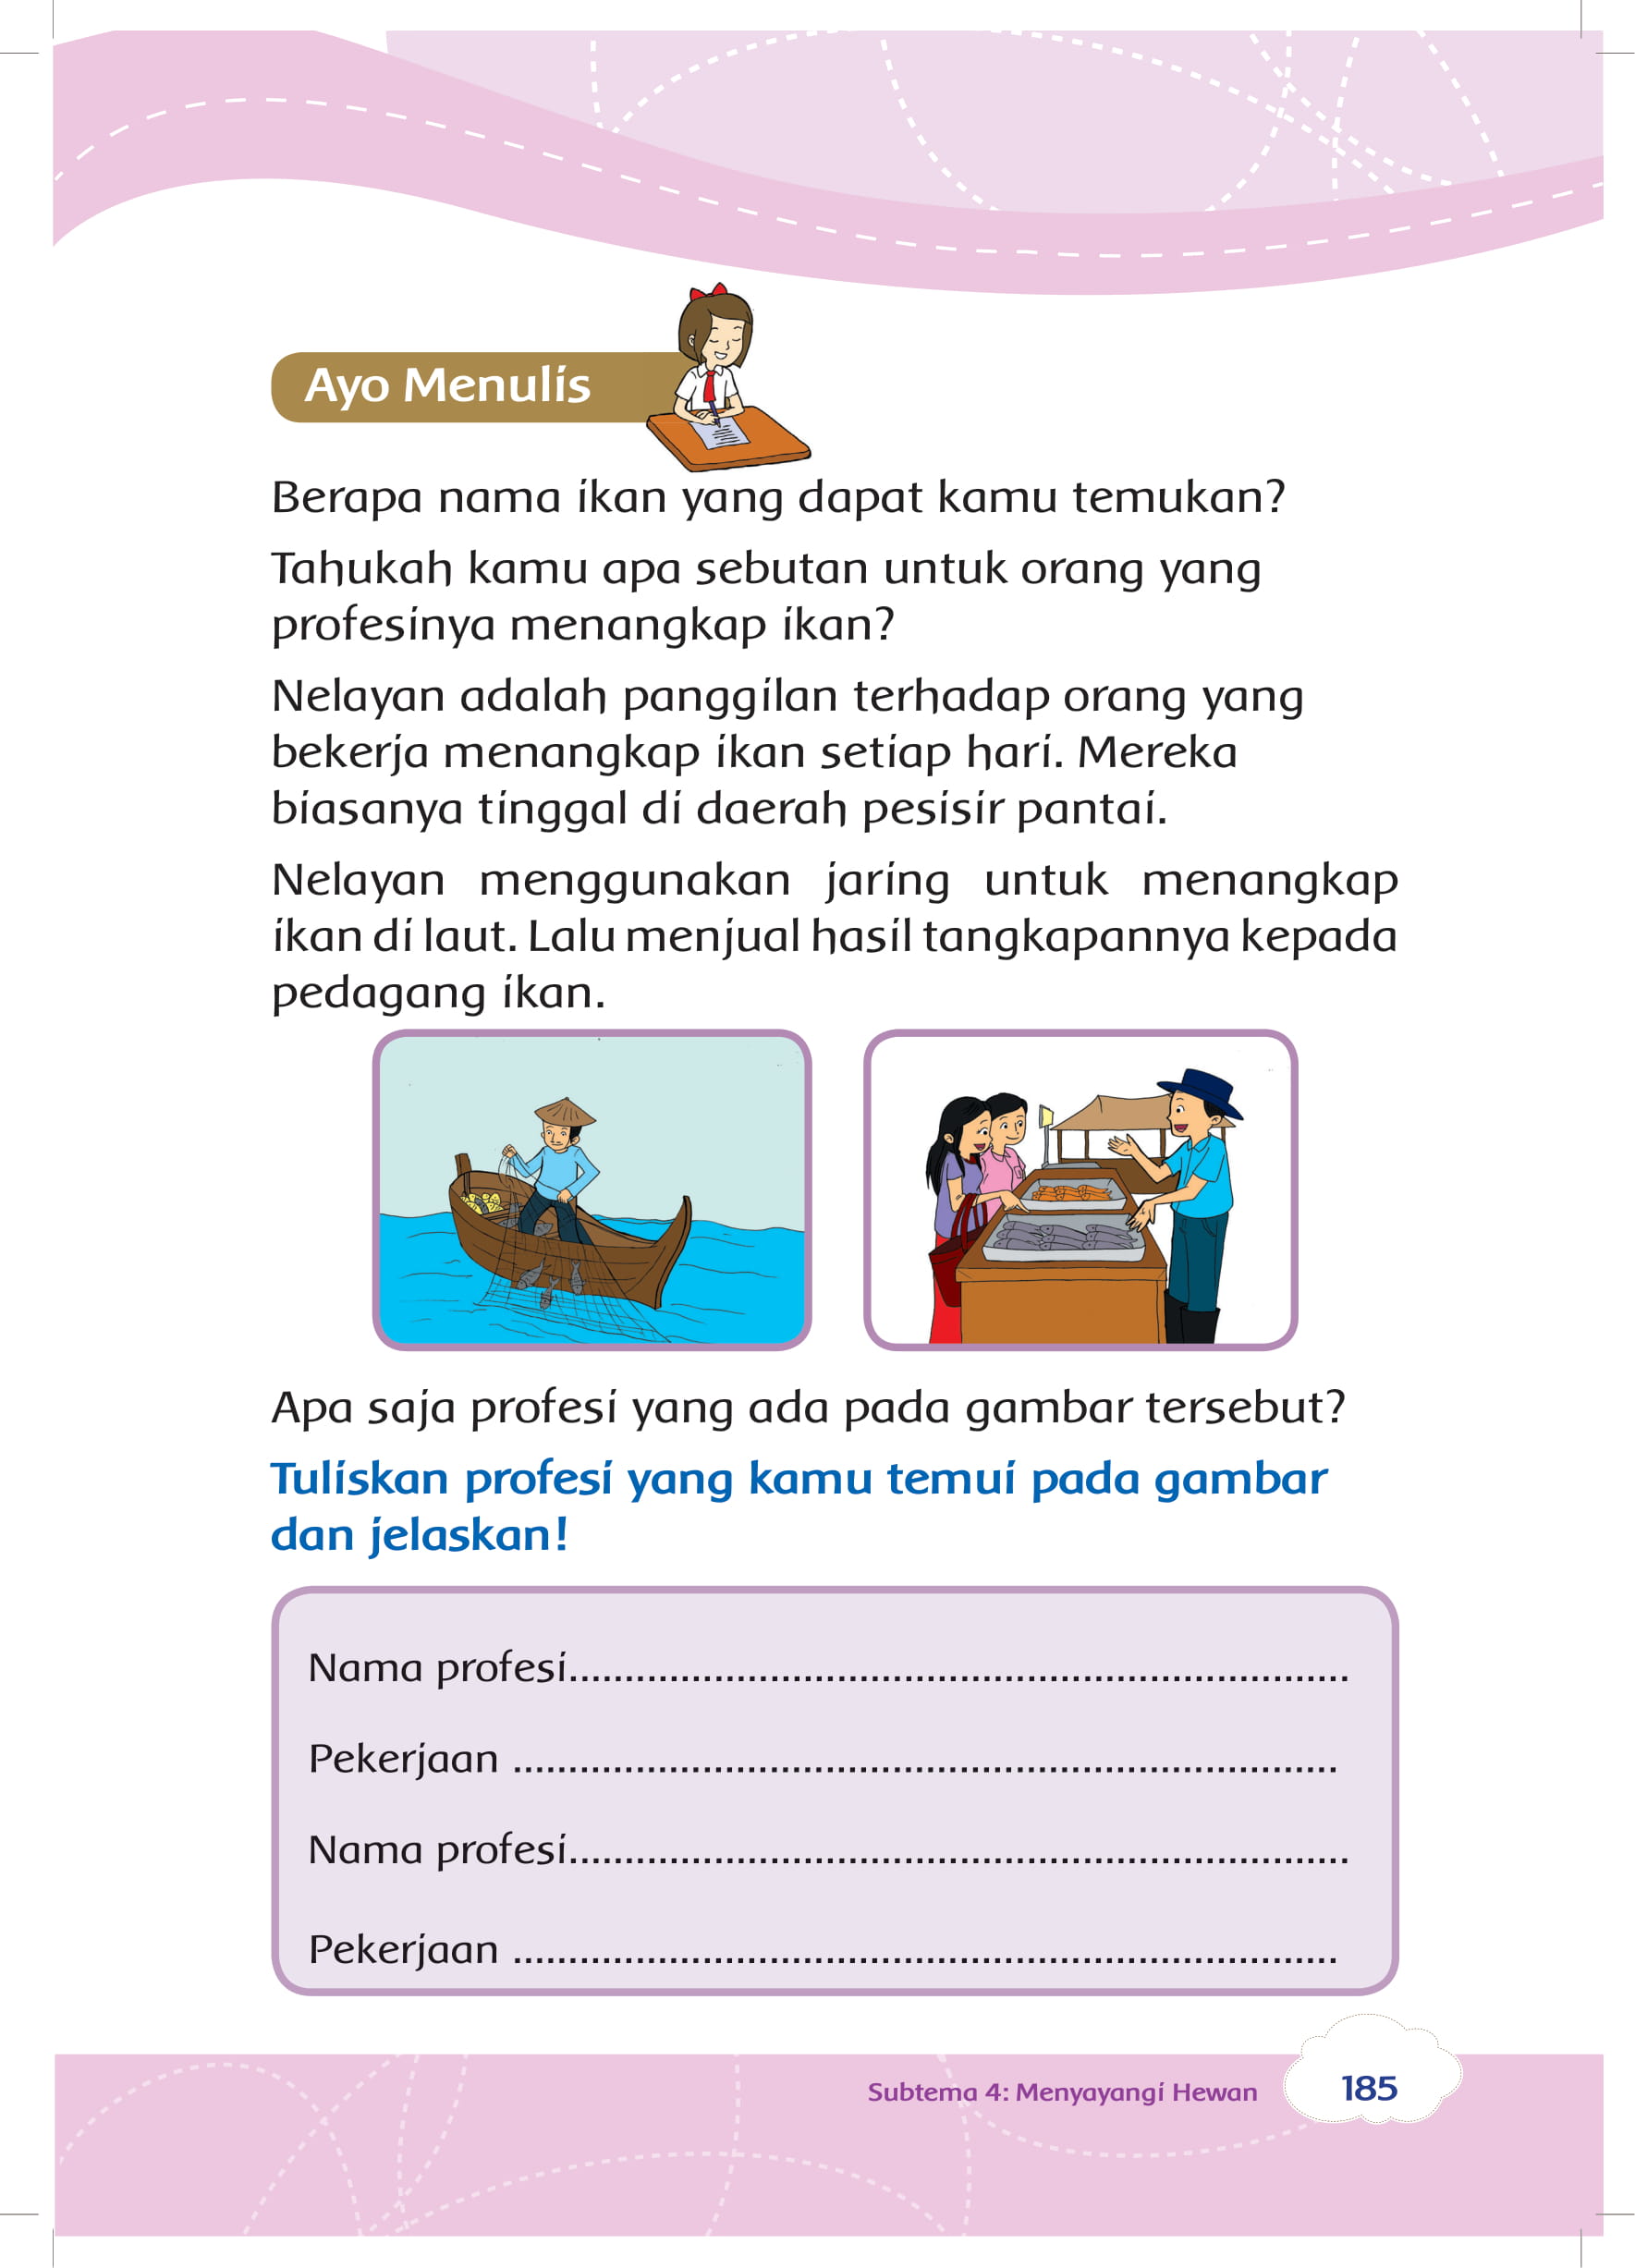 Ayo Menulis
Berapa nama ikan yang dapat kamu temukan?
Tahukah kamu apa sebutan untuk orang yang
profesinya menangkap ikan?
Nelayan adalah panggilan terhadap orang yang
bekerja menangkap ikan setiap hari. Mereka
biasanya tinggal di daerah pesisir pantai.
Nelayan menggunakan jaring untuk menangkap
ikan di laut. Lalu menjual hasil tangkapannya kepada
pedagang ikan.
Apa saja profesi yang ada pada gambar tersebut?
Tuliskan profesi yang kamu temui pada gambar
dan jelaskan!
Nama profesi......................................................................
Pekerjaan ..........................................................................
Nama profesi......................................................................
Pekerjaan ..........................................................................
Subtema 4: Menyayangi Hewan
185